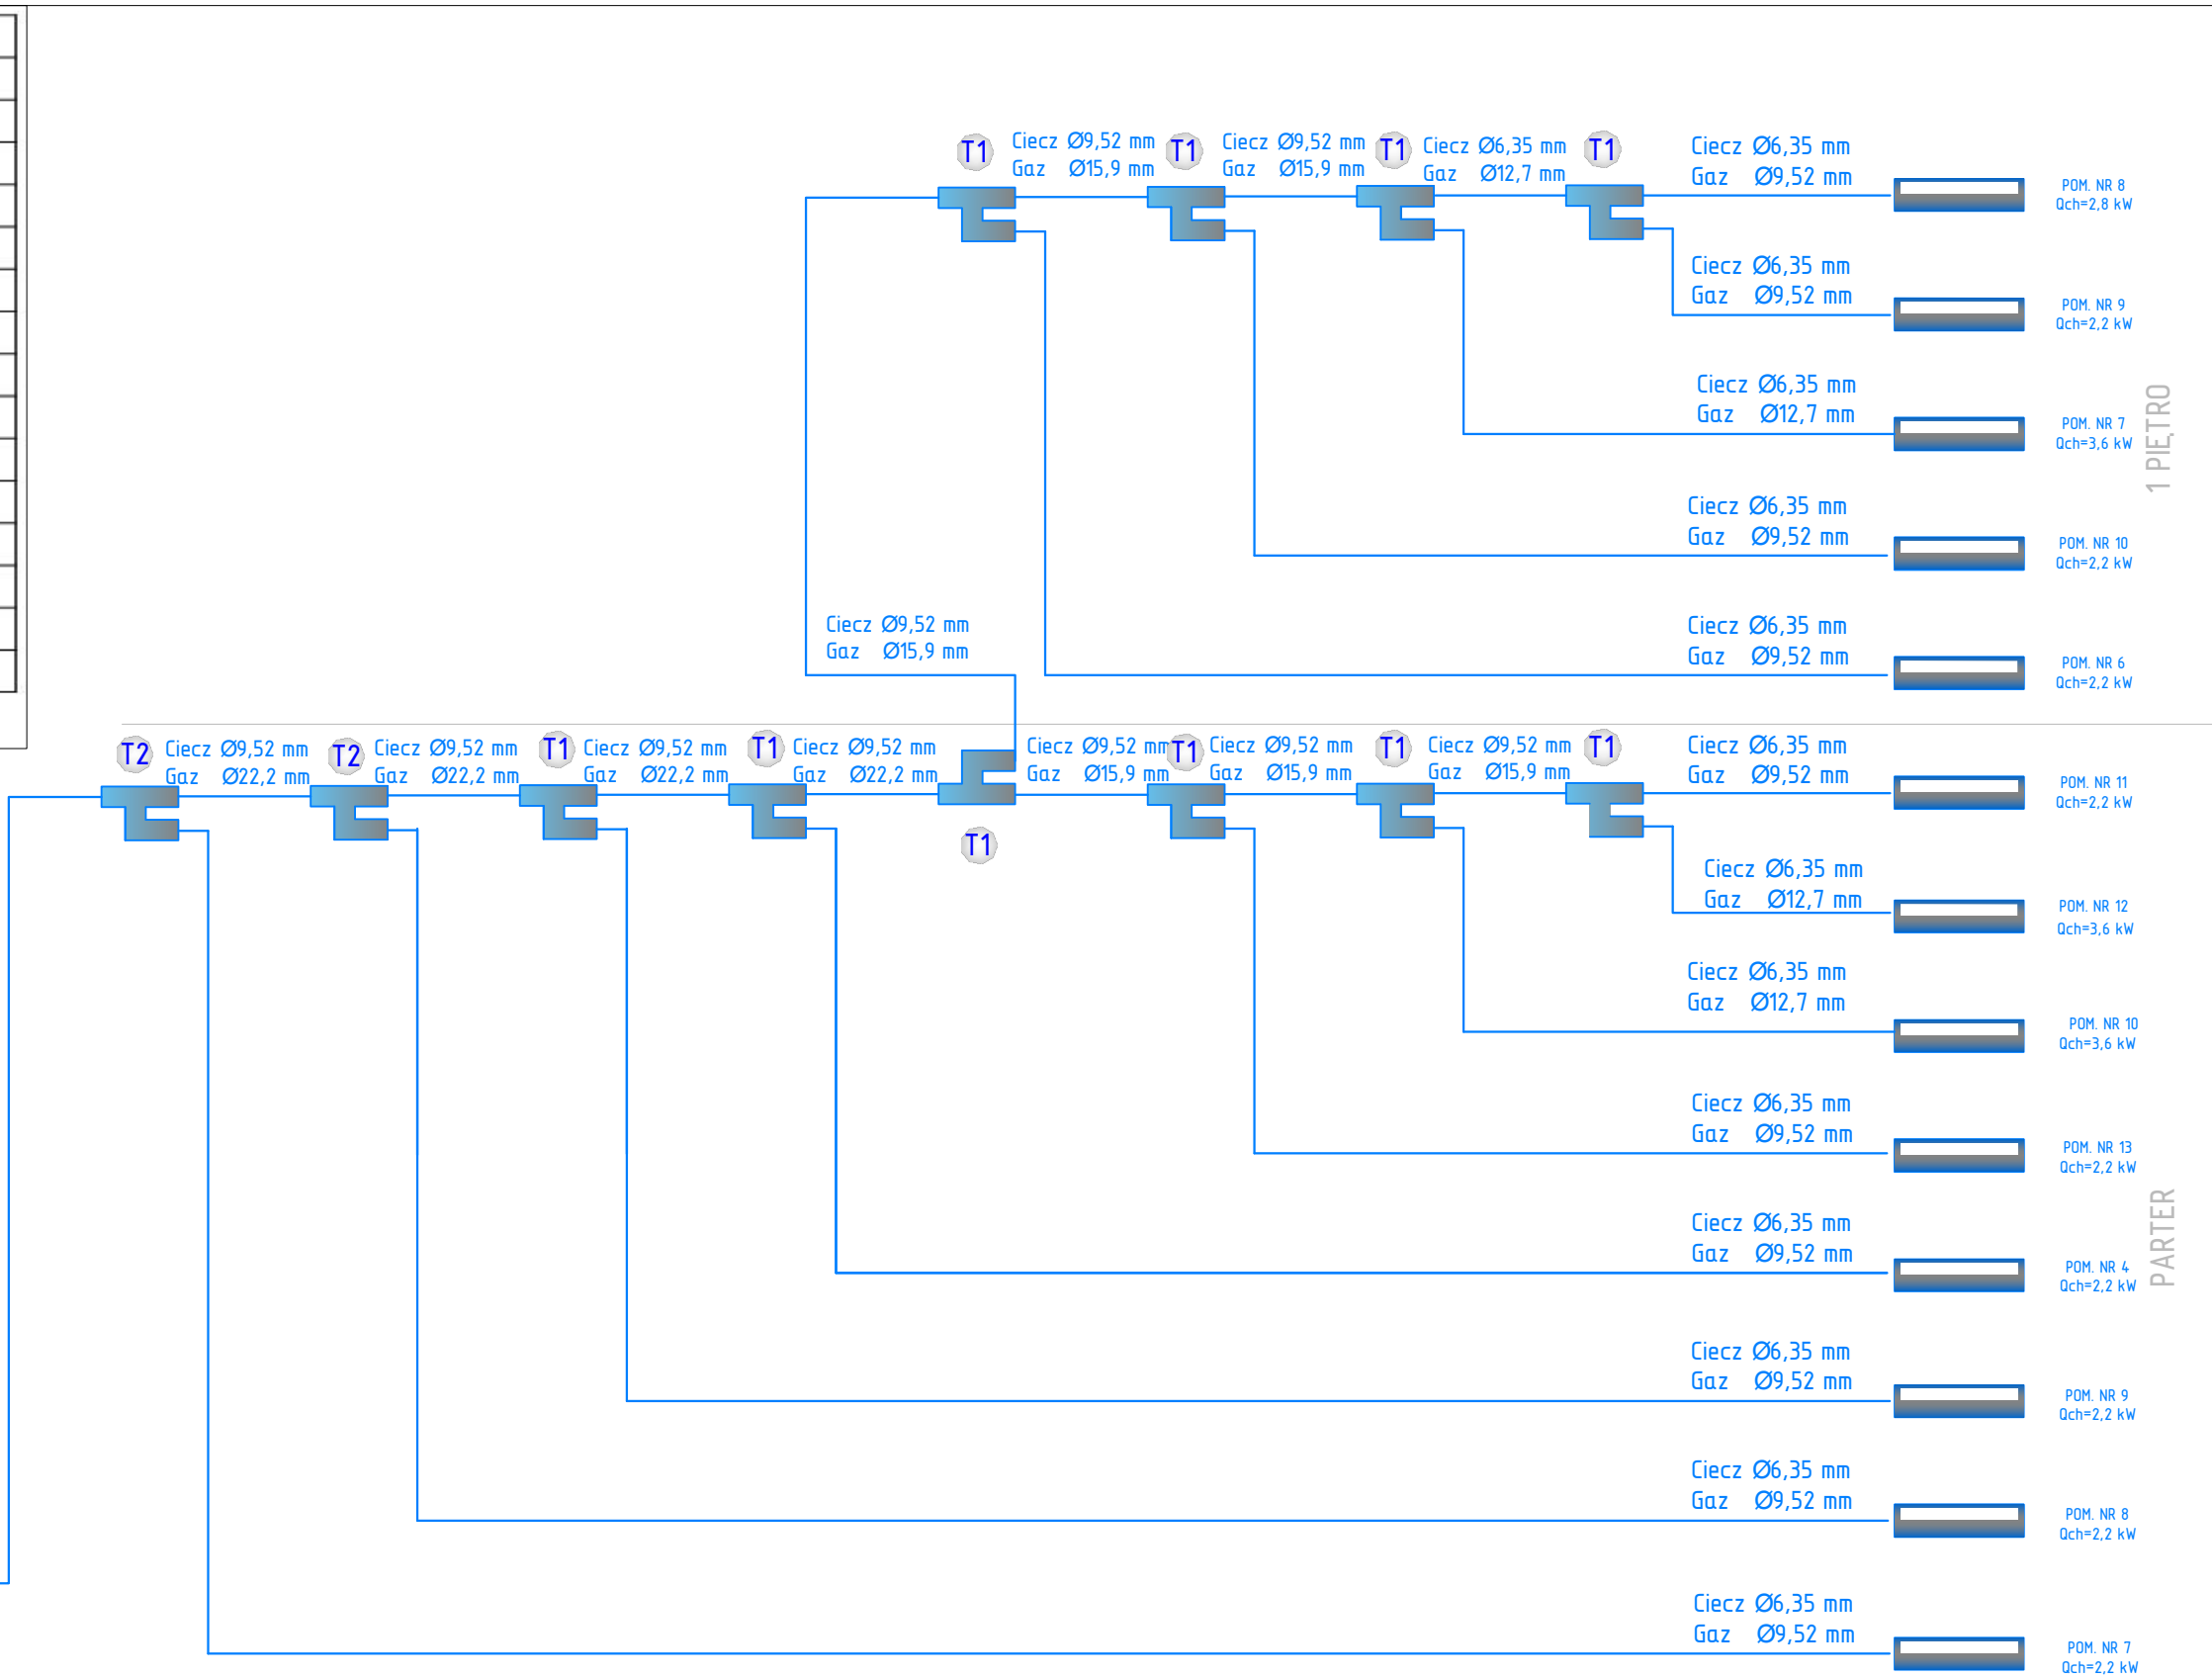 T1
Ciecz Ø9,52 mm
Gaz Ø15,9 mm
T1
Ciecz Ø9,52 mm
Gaz Ø15,9 mm
T1
Ciecz Ø6,35 mm
Gaz Ø12,7 mm
T1
Ciecz Ø6,35 mm
Gaz Ø9,52 mm
POM. NR 8
Qch=2,8 kW
Ciecz Ø6,35 mm
Gaz Ø9,52 mm
POM. NR 9
Qch=2,2 kW
Ciecz Ø6,35 mm
Gaz Ø12,7 mm
POM. NR 7
Qch=3,6 kW
1 PIĘTRO
Ciecz Ø6,35 mm
Gaz Ø9,52 mm
POM. NR 10
Qch=2,2 kW
Ciecz Ø9,52 mm
Gaz Ø15,9 mm
Ciecz Ø6,35 mm
Gaz Ø9,52 mm
POM. NR 6
Qch=2,2 kW
T2
Ciecz Ø9,52 mm
Gaz Ø22,2 mm
T2
Ciecz Ø9,52 mm
Gaz Ø22,2 mm
T1
Ciecz Ø9,52 mm
Gaz Ø22,2 mm
T1
Ciecz Ø9,52 mm
Gaz Ø22,2 mm
T1
Ciecz Ø9,52 mm
Gaz Ø15,9 mm
T1
Ciecz Ø9,52 mm
Gaz Ø15,9 mm
T1
Ciecz Ø9,52 mm
Gaz Ø15,9 mm
T1
Ciecz Ø6,35 mm
Gaz Ø9,52 mm
POM. NR 11
Qch=2,2 kW
Ciecz Ø6,35 mm
Gaz Ø12,7 mm
POM. NR 12
Qch=3,6 kW
Ciecz Ø6,35 mm
Gaz Ø12,7 mm
POM. NR 10
Qch=3,6 kW
Ciecz Ø6,35 mm
Gaz Ø9,52 mm
POM. NR 13
Qch=2,2 kW
PARTER
Ciecz Ø6,35 mm
Gaz Ø9,52 mm
POM. NR 4
Qch=2,2 kW
Ciecz Ø6,35 mm
Gaz Ø9,52 mm
POM. NR 9
Qch=2,2 kW
Ciecz Ø6,35 mm
Gaz Ø9,52 mm
POM. NR 8
Qch=2,2 kW
Ciecz Ø6,35 mm
Gaz Ø9,52 mm
POM. NR 7
Qch=2,2 kW